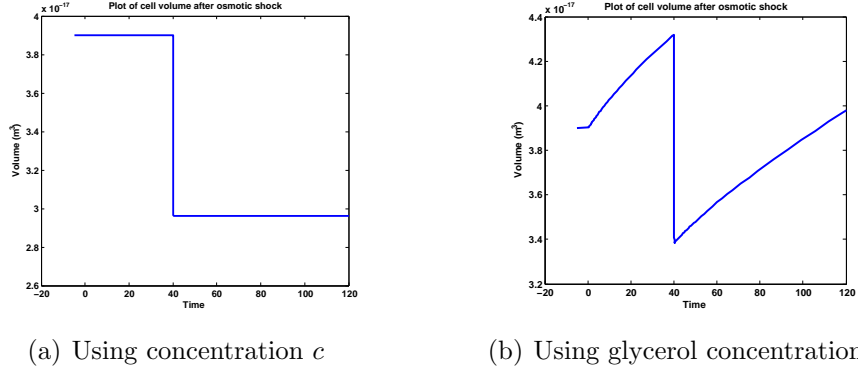 Plot of cell volume after osmotic shock
x 10⁻¹⁷
4
3.8
3.6
3.4
3.2
3
2.8
2.6
Volume (m³)
−20 0 20 40 60 80 100 120
Time
(a) Using concentration c
Plot of cell volume after osmotic shock
x 10⁻¹⁷
4.4
4.2
4
3.8
3.6
3.4
3.2
Volume (m³)
−20 0 20 40 60 80 100 120
Time
(b) Using glycerol concentration